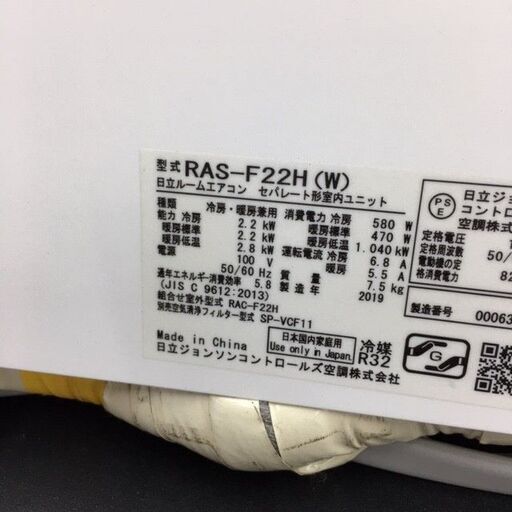 型式 RAS-F22H (W)
日立ルームエアコン セパレート形室内ユニット
種類 冷房・暖房兼用 消費電力 冷房 580 W
能力 冷房 2.2 kW 暖房標準 470 W
暖房標準 2.2 kW 暖房低温 1.040 kW
暖房低温 2.8 kW 運転電流 冷房 6.8 A
電源 100 V 暖房 5.5 A
50/60 Hz 質量 7.5 kg
通年エネルギー消費効率 5.8 製造年 2019
(JIS C 9612:2013)
組合せ室外型式 RAC-F22H
別売空気清浄フィルター型式 SP-VCF11
Made in China
日本国内家庭用
Use only in Japan.
冷媒
R32
日立ジョンソンコントロールズ空調株式会社
PS
E
日立ジョン
コントロール
空調株式
定格電圧
定格周波数 50/
電動機の定
格消費電力 82
製造番号 00063
G